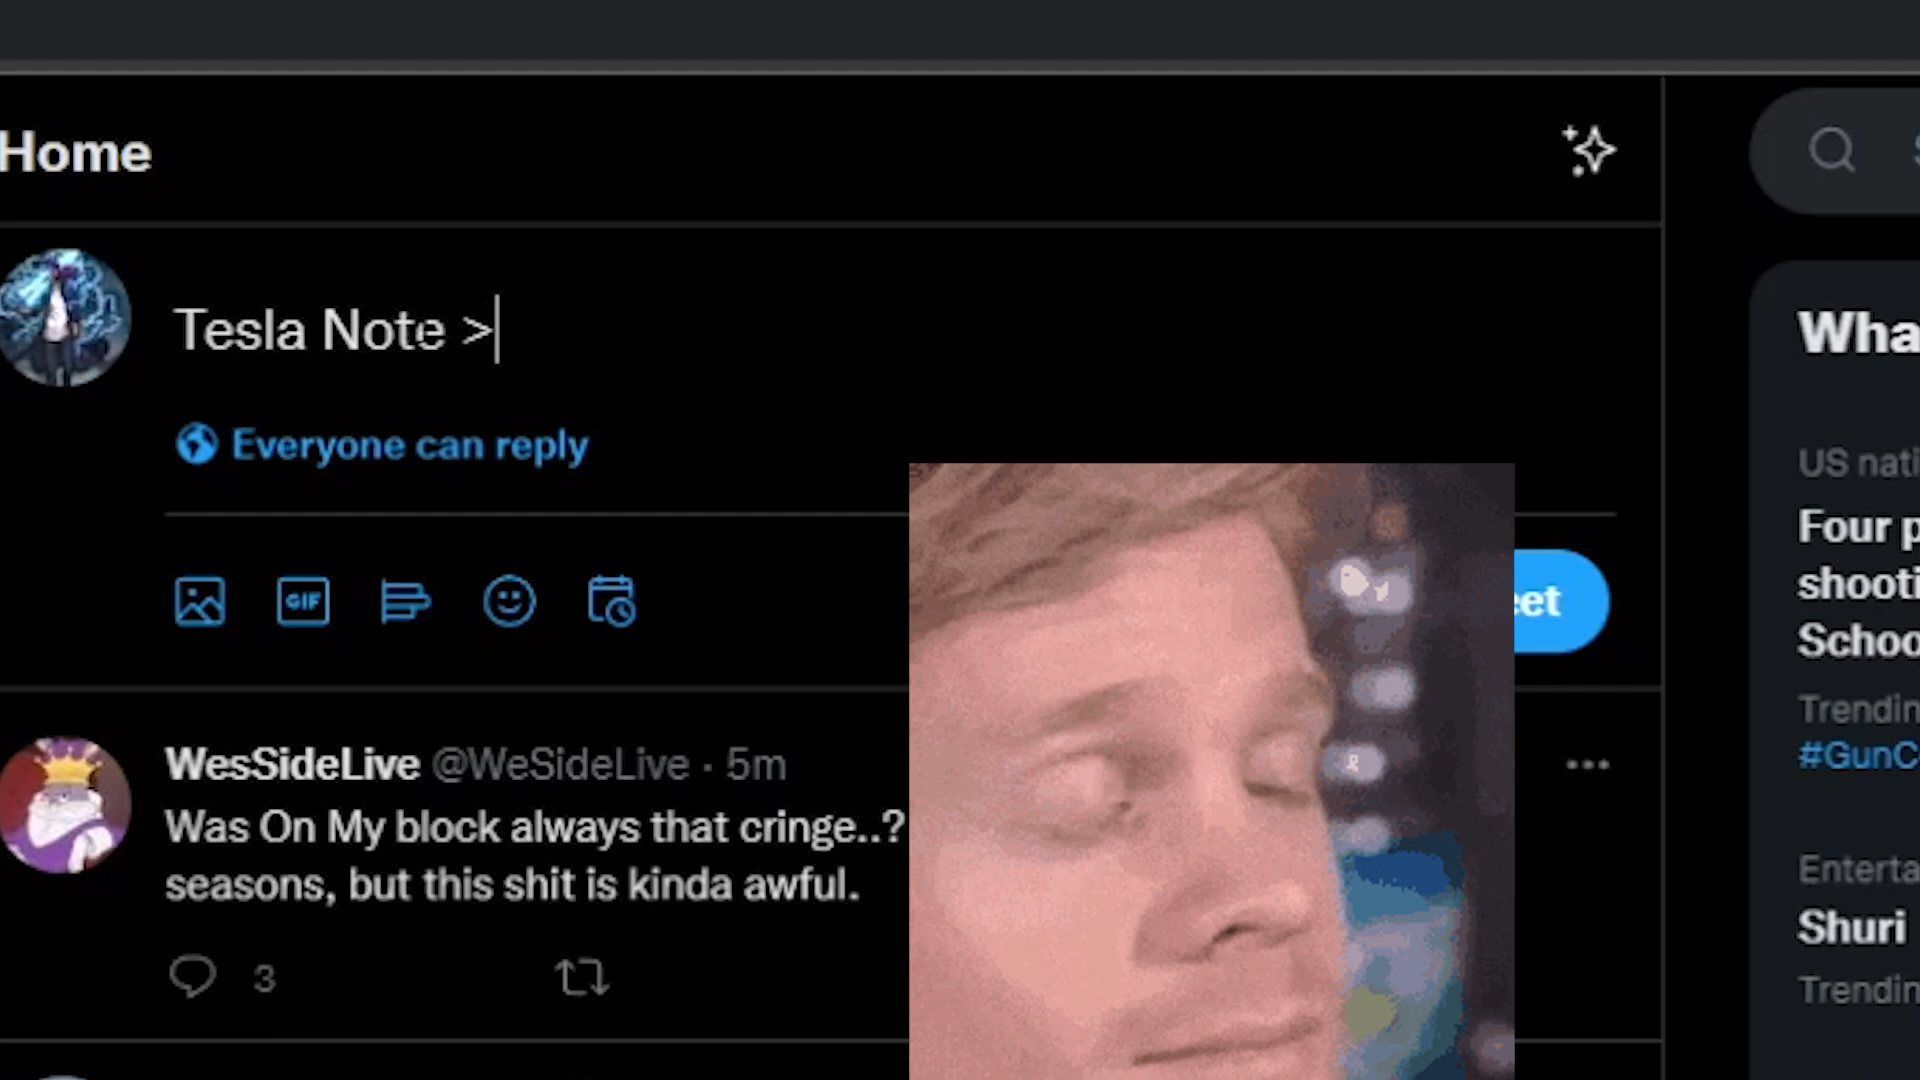 Home
Tesla Note >
Everyone can reply
GIF
WesSideLive @WeSideLive · 5m
Was On My block always that cringe..?
seasons, but this shit is kinda awful.
3
US nati
Four p
shooti
Schoo
Trendin
#GunC
Enterta
Shuri
Trendin
Wha
eet